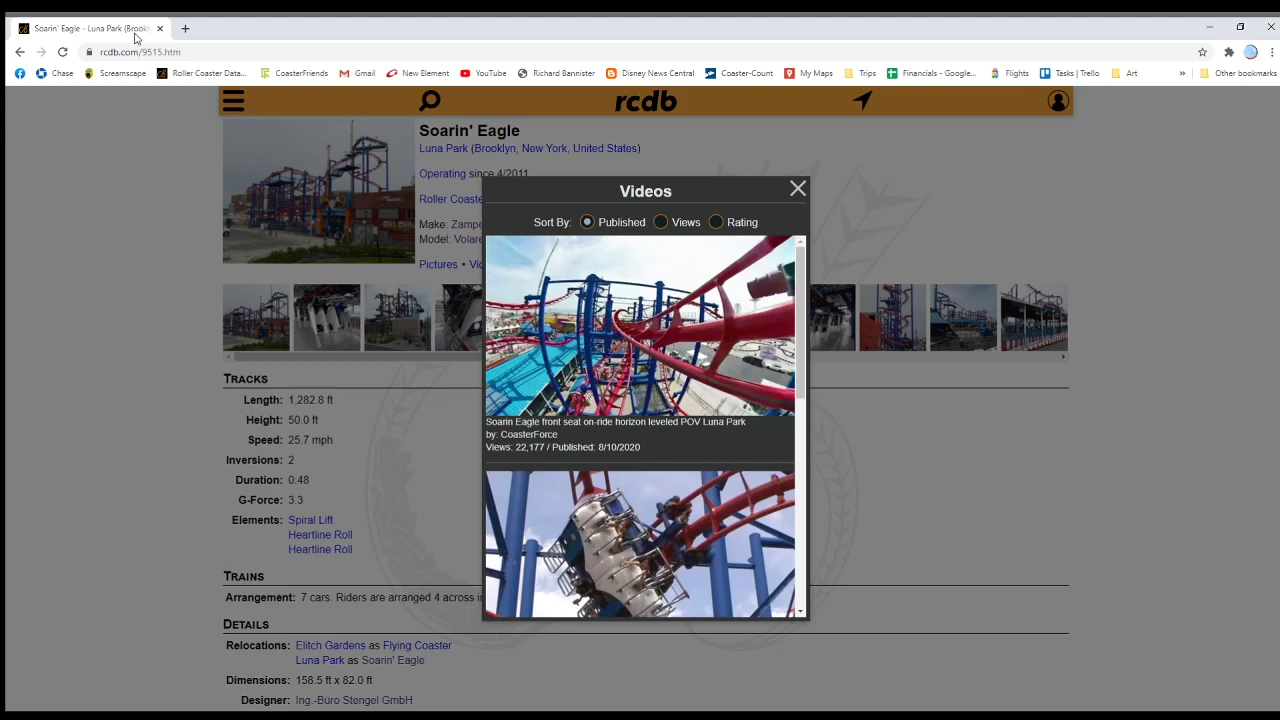 Soarin' Eagle - Luna Park (Brookl
rcdb.com/9515.htm
Chase
Screamscape
Roller Coaster Data...
CoasterFriends
Gmail
New Element
YouTube
Richard Bannister
Disney News Central
Coaster-Count
My Maps
Trips
Financials - Google...
Flights
Tasks | Trello
Art
»
Other bookmarks
rcdb
Soarin' Eagle
Luna Park (Brooklyn, New York, United States)
Operating since 4/2011
Roller Coaste
Make: Zampe
Model: Volare
Pictures • Vi
Videos
Sort By: Published Views Rating
Soarin Eagle front seat on-ride horizon leveled POV Luna Park
by: CoasterForce
Views: 22,177 / Published: 8/10/2020
Tracks
Length: 1,282.8 ft
Height: 50.0 ft
Speed: 25.7 mph
Inversions: 2
Duration: 0:48
G-Force: 3.3
Elements: Spiral Lift
Heartline Roll
Heartline Roll
Trains
Arrangement: 7 cars. Riders are arranged 4 across i
Details
Relocations: Elitch Gardens as Flying Coaster
Luna Park as Soarin' Eagle
Dimensions: 158.5 ft x 82.0 ft
Designer: Ing.-Büro Stengel GmbH